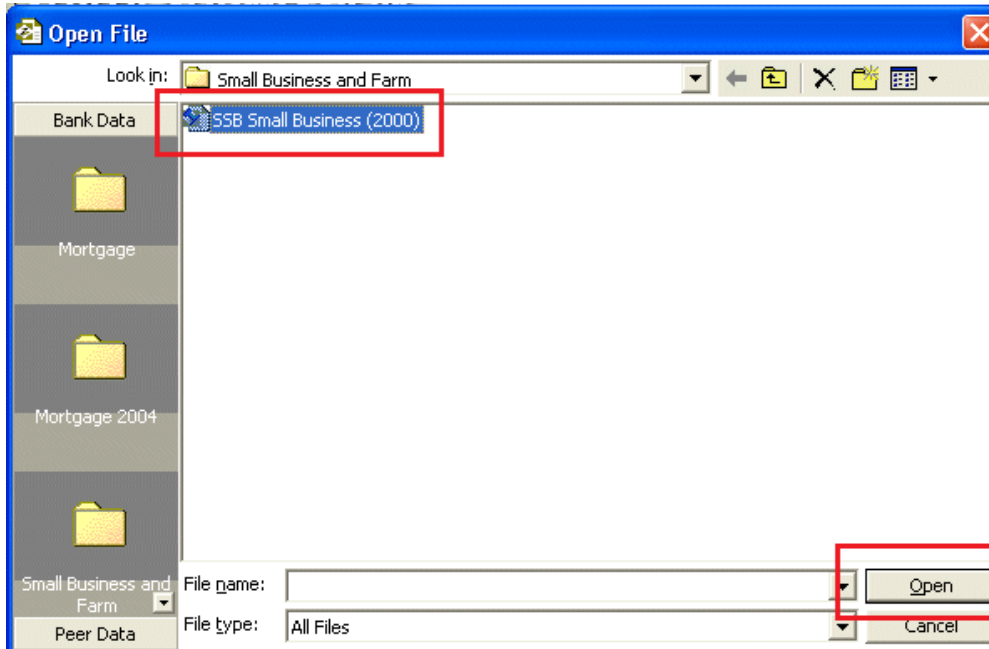 Open File
Look in: Small Business and Farm
Bank Data
SSB Small Business (2000)
Mortgage
Mortgage 2004
Small Business and
Farm
Peer Data
File name:
Open
File type: All Files
Cancel